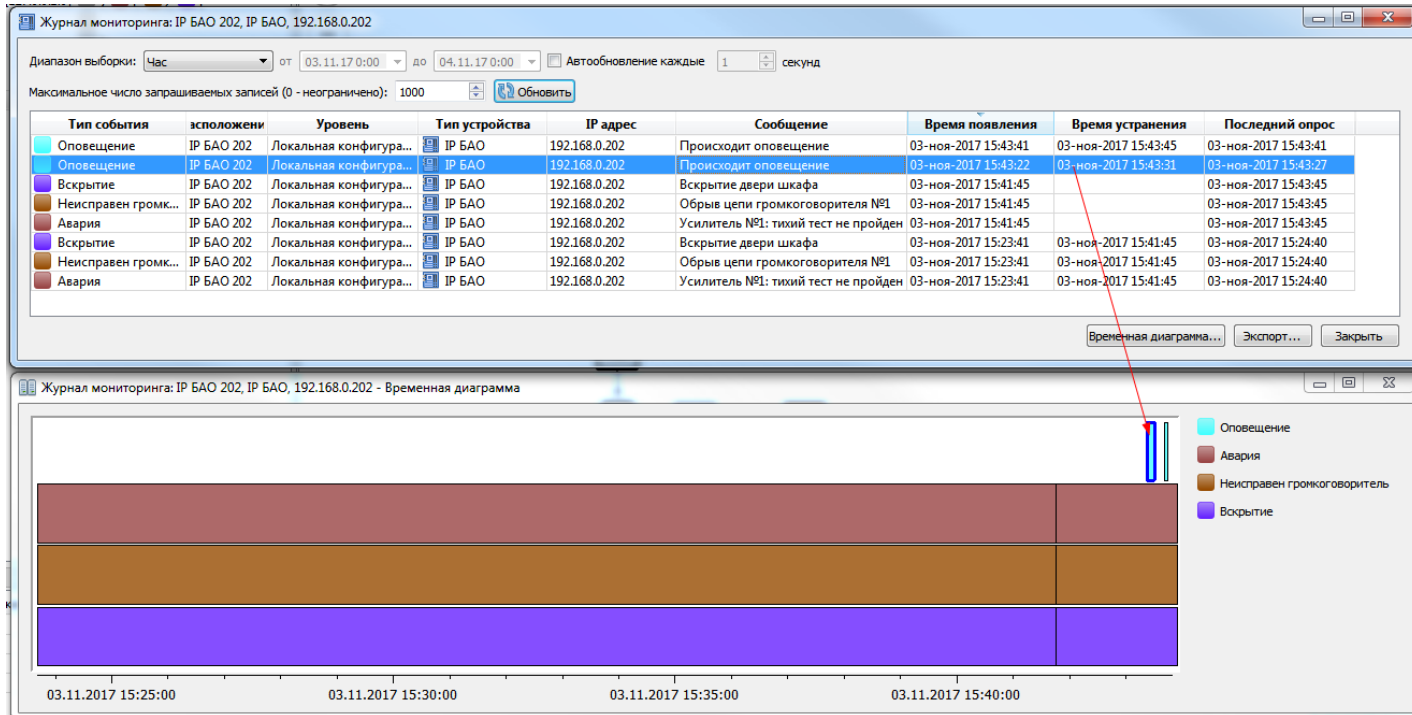 Журнал мониторинга: IP БАО 202, IP БАО, 192.168.0.202
Диапазон выборки: Час от 03.11.17 0:00 до 04.11.17 0:00 Автообновление каждые 1 секунд
Максимальное число запрашиваемых записей (0 - неограничено): 1000 Обновить
Тип события асположени Уровень Тип устройства IP адрес Сообщение Время появления Время устранения Последний опрос
Оповещение IP БАО 202 Локальная конфигура... IP БАО 192.168.0.202 Происходит оповещение 03-ноя-2017 15:43:41 03-ноя-2017 15:43:45 03-ноя-2017 15:43:41
Оповещение IP БАО 202 Локальная конфигура... IP БАО 192.168.0.202 Происходит оповещение 03-ноя-2017 15:43:22 03-ноя-2017 15:43:31 03-ноя-2017 15:43:27
Вскрытие IP БАО 202 Локальная конфигура... IP БАО 192.168.0.202 Вскрытие двери шкафа 03-ноя-2017 15:41:45 03-ноя-2017 15:43:45
Неисправен громк... IP БАО 202 Локальная конфигура... IP БАО 192.168.0.202 Обрыв цепи громкоговорителя №1 03-ноя-2017 15:41:45 03-ноя-2017 15:43:45
Авария IP БАО 202 Локальная конфигура... IP БАО 192.168.0.202 Усилитель №1: тихий тест не пройден 03-ноя-2017 15:41:45 03-ноя-2017 15:43:45
Вскрытие IP БАО 202 Локальная конфигура... IP БАО 192.168.0.202 Вскрытие двери шкафа 03-ноя-2017 15:23:41 03-ноя-2017 15:41:45 03-ноя-2017 15:24:40
Неисправен громк... IP БАО 202 Локальная конфигура... IP БАО 192.168.0.202 Обрыв цепи громкоговорителя №1 03-ноя-2017 15:23:41 03-ноя-2017 15:41:45 03-ноя-2017 15:24:40
Авария IP БАО 202 Локальная конфигура... IP БАО 192.168.0.202 Усилитель №1: тихий тест не пройден 03-ноя-2017 15:23:41 03-ноя-2017 15:41:45 03-ноя-2017 15:24:40
Временная диаграмма... Экспорт... Закрыть
Журнал мониторинга: IP БАО 202, IP БАО, 192.168.0.202 - Временная диаграмма
Оповещение
Авария
Неисправен громкоговоритель
Вскрытие
03.11.2017 15:25:00 03.11.2017 15:30:00 03.11.2017 15:35:00 03.11.2017 15:40:00